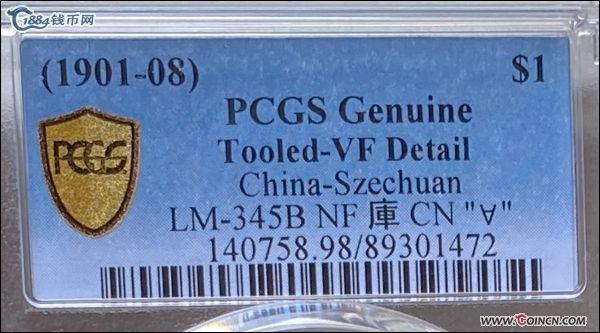 1884钱币网
(1901-08) $1
PCGS Genuine
PCGS
Tooled-VF Detail
China-Szechuan
LM-345B NF 庫 CN "∀"
140758.98/89301472
www.CoinCN.com